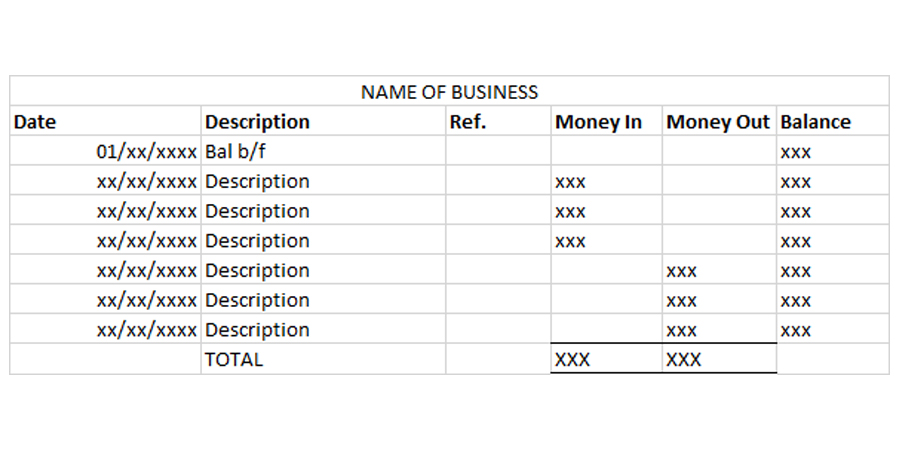 NAME OF BUSINESS
Date Description Ref. Money In Money Out Balance
01/xx/xxxx Bal b/f xxx
xx/xx/xxxx Description xxx xxx
xx/xx/xxxx Description xxx xxx
xx/xx/xxxx Description xxx xxx
xx/xx/xxxx Description xxx xxx
xx/xx/xxxx Description xxx xxx
xx/xx/xxxx Description xxx xxx
TOTAL XXX XXX